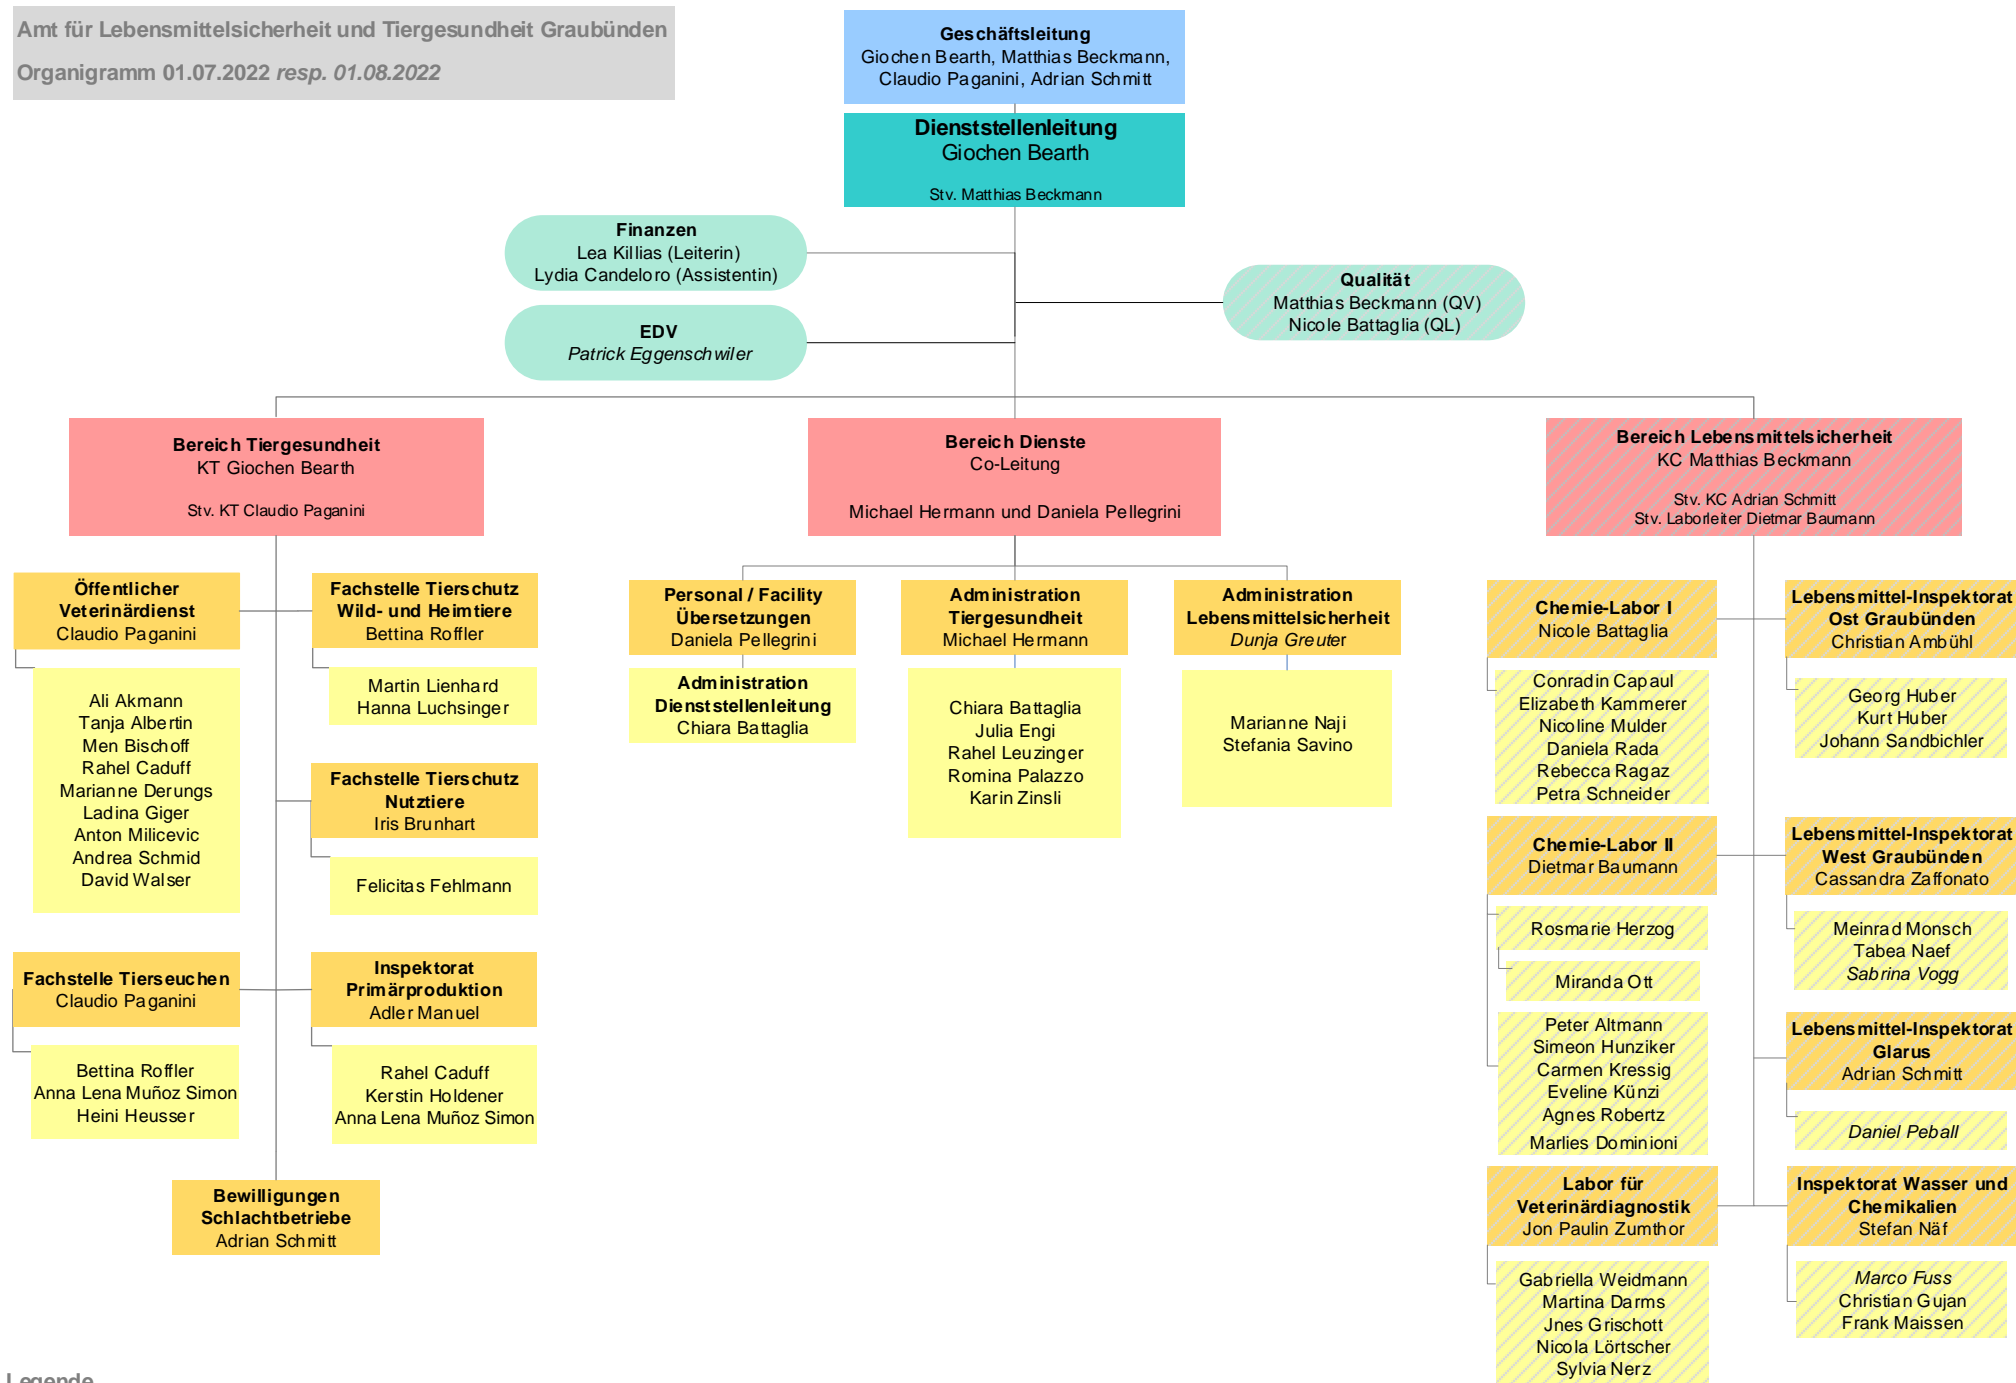 Amt für Lebensmittelsicherheit und Tiergesundheit Graubünden
Organigramm 01.07.2022 resp. 01.08.2022
Geschäftsleitung
Giochen Bearth, Matthias Beckmann,
Claudio Paganini, Adrian Schmitt
Dienststellenleitung
Giochen Bearth
Stv. Matthias Beckmann
Finanzen
Lea Killias (Leiterin)
Lydia Candeloro (Assistentin)
Qualität
Matthias Beckmann (QV)
Nicole Battaglia (QL)
EDV
Patrick Eggenschwiler
Bereich Tiergesundheit
KT Giochen Bearth
Stv. KT Claudio Paganini
Bereich Dienste
Co-Leitung
Michael Hermann und Daniela Pellegrini
Bereich Lebensmittelsicherheit
KC Matthias Beckmann
Stv. KC Adrian Schmitt
Stv. Laborleiter Dietmar Baumann
Öffentlicher
Veterinärdienst
Claudio Paganini
Ali Akmann
Tanja Albertin
Men Bischoff
Rahel Caduff
Marianne Derungs
Ladina Giger
Anton Milicevic
Andrea Schmid
David Walser
Fachstelle Tierschutz
Wild- und Heimtiere
Bettina Roffler
Martin Lienhard
Hanna Luchsinger
Fachstelle Tierschutz
Nutztiere
Iris Brunhart
Felicitas Fehlmann
Fachstelle Tierseuchen
Claudio Paganini
Bettina Roffler
Anna Lena Muñoz Simon
Heini Heusser
Inspektorat
Primärproduktion
Adler Manuel
Rahel Caduff
Kerstin Holdener
Anna Lena Muñoz Simon
Bewilligungen
Schlachtbetriebe
Adrian Schmitt
Personal / Facility
Übersetzungen
Daniela Pellegrini
Administration
Dienststellenleitung
Chiara Battaglia
Administration
Tiergesundheit
Michael Hermann
Chiara Battaglia
Julia Engi
Rahel Leuzinger
Romina Palazzo
Karin Zinsli
Administration
Lebensmittelsicherheit
Dunja Greuter
Marianne Naji
Stefania Savino
Chemie-Labor I
Nicole Battaglia
Conradin Capaul
Elizabeth Kammerer
Nicoline Mulder
Daniela Rada
Rebecca Ragaz
Petra Schneider
Chemie-Labor II
Dietmar Baumann
Rosmarie Herzog
Miranda Ott
Peter Altmann
Simeon Hunziker
Carmen Kressig
Eveline Künzi
Agnes Robertz
Marlies Dominioni
Labor für
Veterinärdiagnostik
Jon Paulin Zumthor
Gabriella Weidmann
Martina Darms
Jnes Grischott
Nicola Lörtscher
Sylvia Nerz
Lebensmittel-Inspektorat
Ost Graubünden
Christian Ambühl
Georg Huber
Kurt Huber
Johann Sandbichler
Lebensmittel-Inspektorat
West Graubünden
Cassandra Zaffonato
Meinrad Monsch
Tabea Naef
Sabrina Vogg
Lebensmittel-Inspektorat
Glarus
Adrian Schmitt
Daniel Peball
Inspektorat Wasser und
Chemikalien
Stefan Näf
Marco Fuss
Christian Gujan
Frank Maissen
Legende